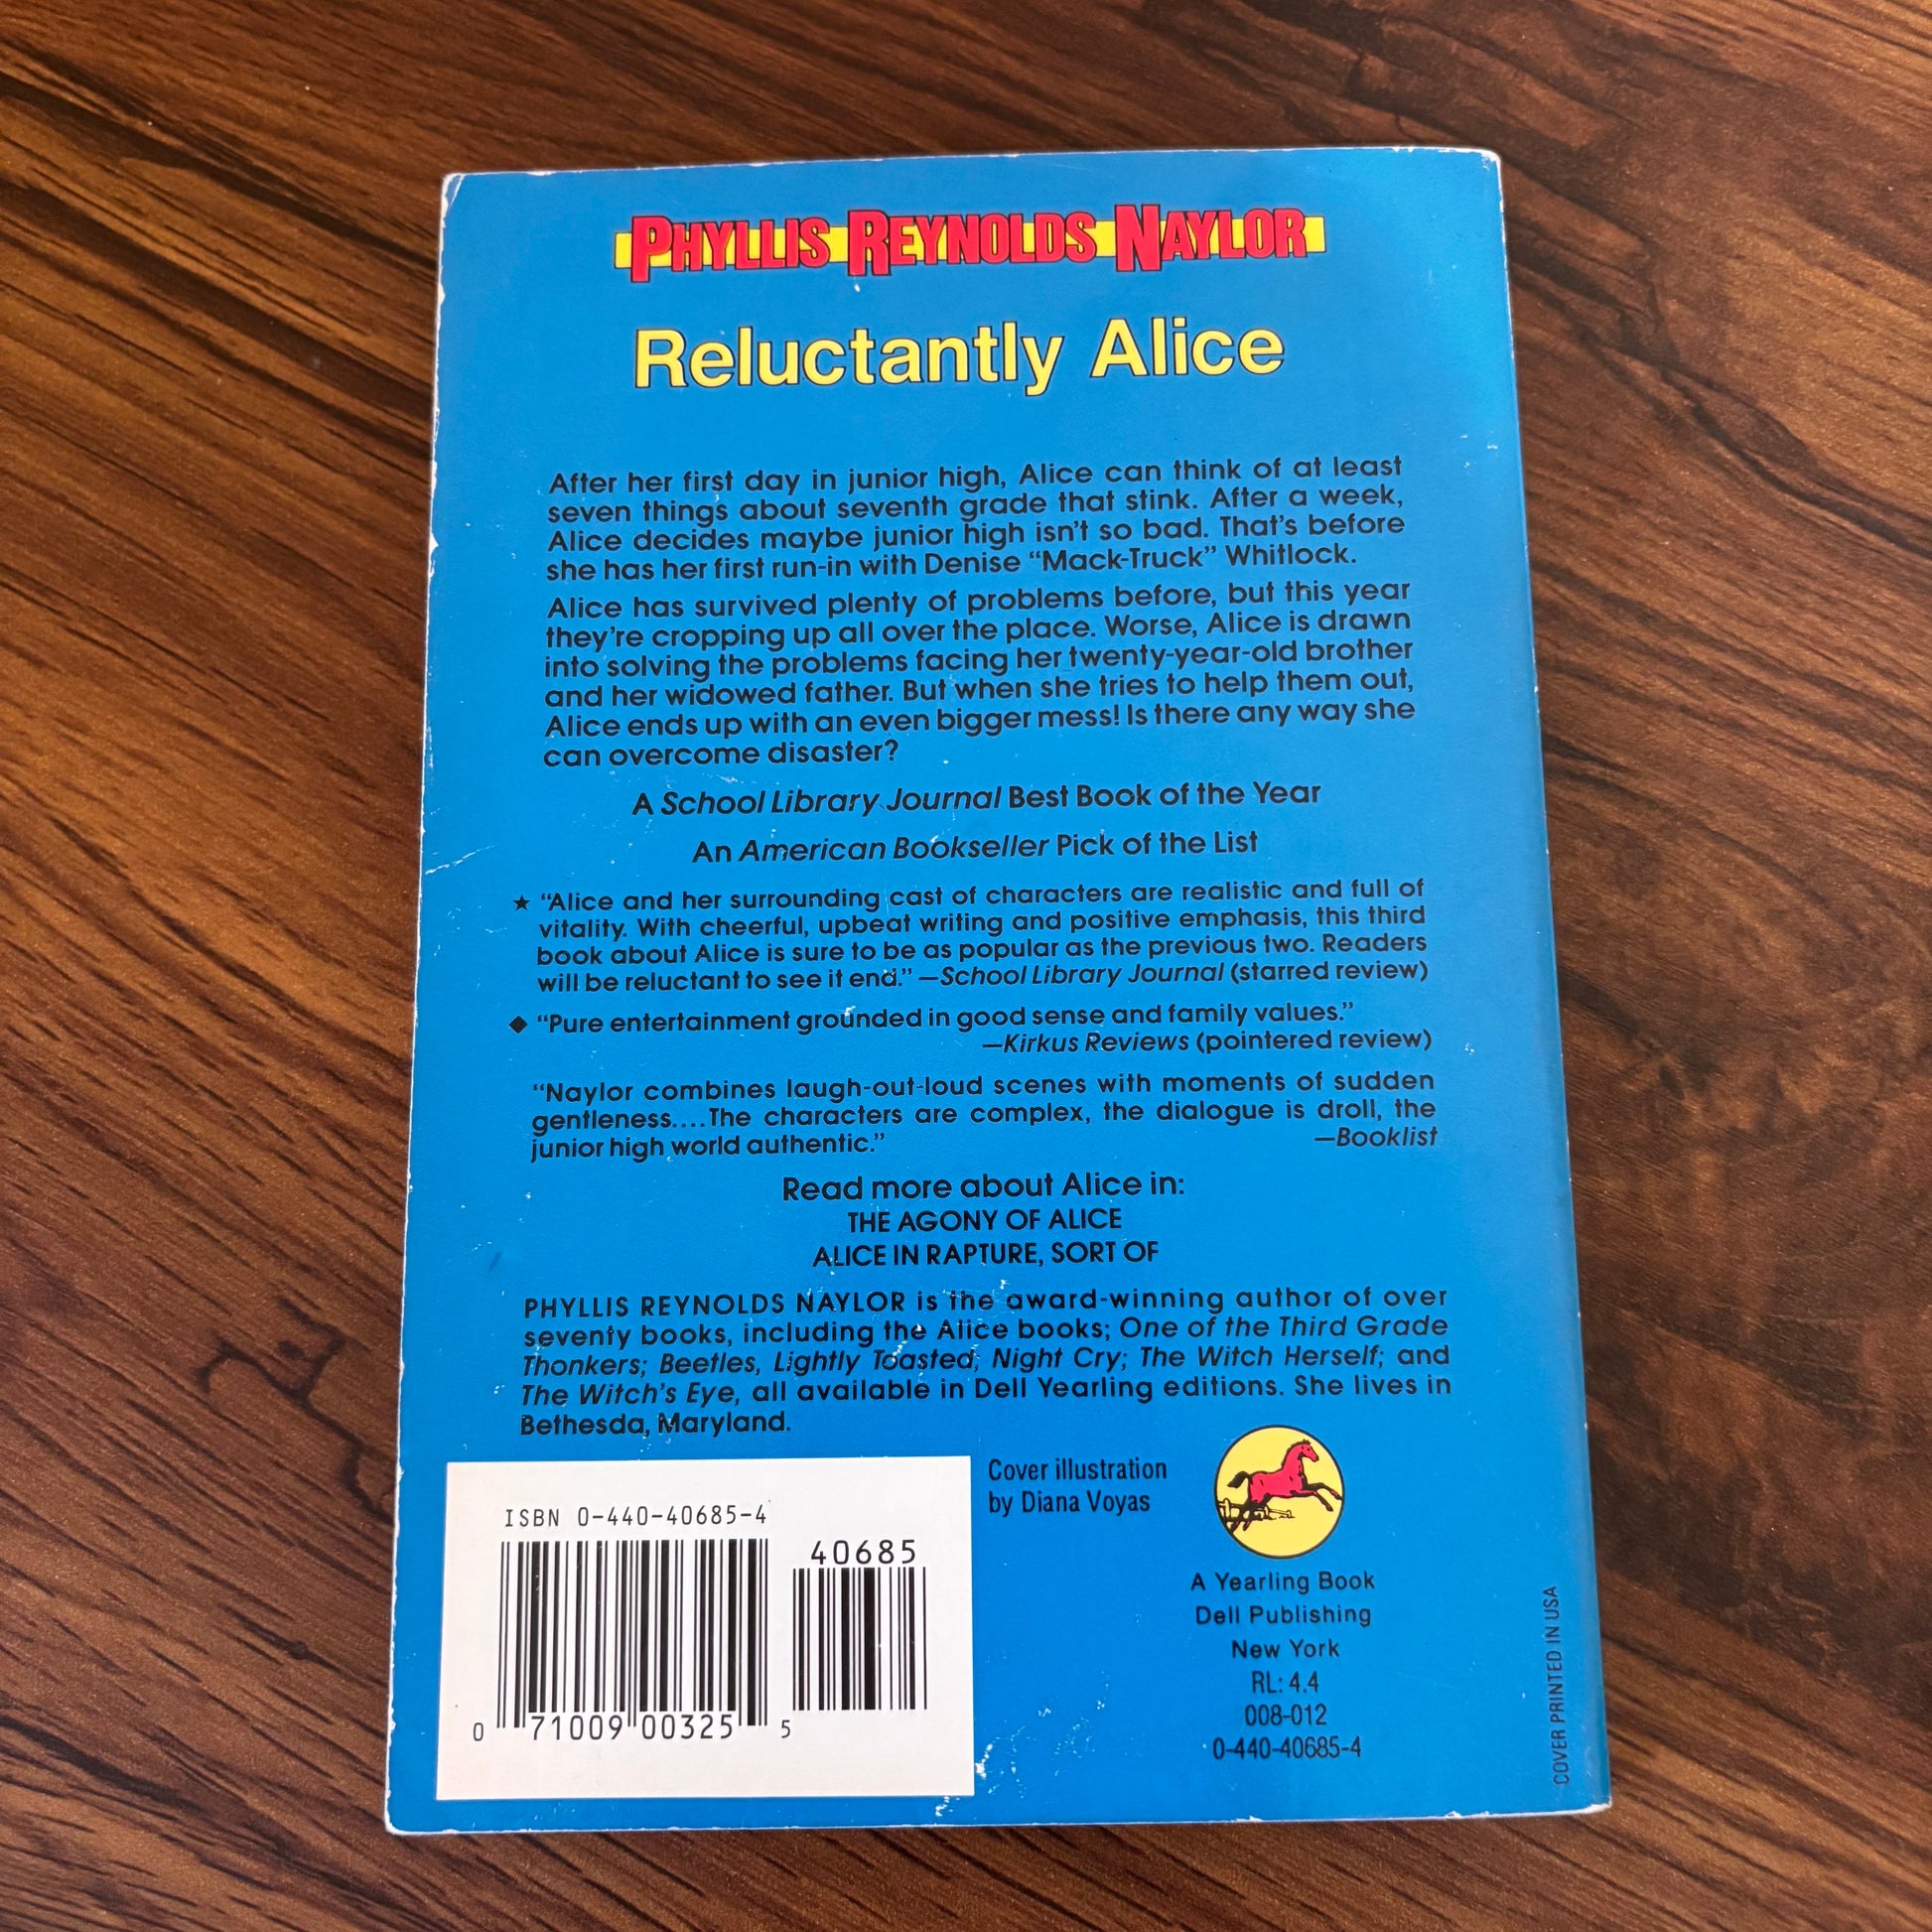 PHYLLIS REYNOLDS NAYLOR
Reluctantly Alice
After her first day in junior high, Alice can think of at least
seven things about seventh grade that stink. After a week,
Alice decides maybe junior high isn't so bad. That's before
she has her first run-in with Denise “Mack-Truck” Whitlock.
Alice has survived plenty of problems before, but this year
they're cropping up all over the place. Worse, Alice is drawn
into solving the problems facing her twenty-year-old brother
and her widowed father. But when she tries to help them out,
Alice ends up with an even bigger mess! Is there any way she
can overcome disaster?
A School Library Journal Best Book of the Year
An American Bookseller Pick of the List
★ “Alice and her surrounding cast of characters are realistic and full of
vitality. With cheerful, upbeat writing and positive emphasis, this third
book about Alice is sure to be as popular as the previous two. Readers
will be reluctant to see it end.” —School Library Journal (starred review)
◆ “Pure entertainment grounded in good sense and family values.”
—Kirkus Reviews (pointered review)
“Naylor combines laugh-out-loud scenes with moments of sudden
gentleness....The characters are complex, the dialogue is droll, the
junior high world authentic.” —Booklist
Read more about Alice in:
THE AGONY OF ALICE
ALICE IN RAPTURE, SORT OF
PHYLLIS REYNOLDS NAYLOR is the award-winning author of over
seventy books, including the Alice books; One of the Third Grade
Thonkers; Beetles, Lightly Toasted; Night Cry; The Witch Herself; and
The Witch's Eye, all available in Dell Yearling editions. She lives in
Bethesda, Maryland.
Cover illustration
by Diana Voyas
ISBN 0-440-40685-4
40685
0 71009 00325 5
A Yearling Book
Dell Publishing
New York
RL: 4.4
008-012
0-440-40685-4
COVER PRINTED IN USA